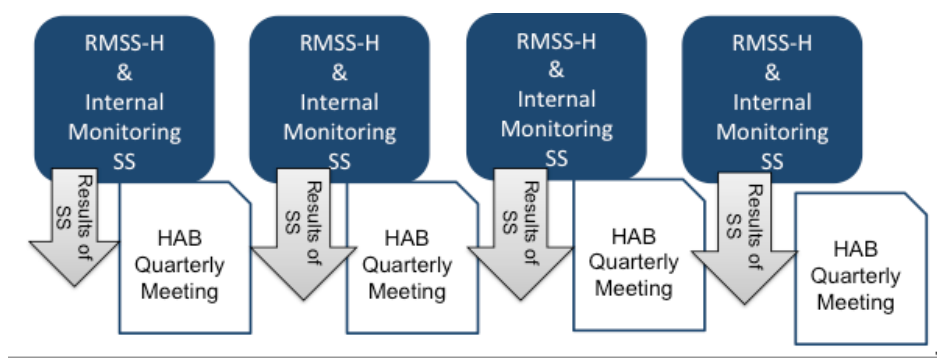 RMSS-H
&
Internal
Monitoring
SS
Results of
SS
HAB
Quarterly
Meeting
RMSS-H
&
Internal
Monitoring
SS
Results of
SS
HAB
Quarterly
Meeting
RMSS-H
&
Internal
Monitoring
SS
Results of
SS
HAB
Quarterly
Meeting
RMSS-H
&
Internal
Monitoring
SS
Results of
SS
HAB
Quarterly
Meeting